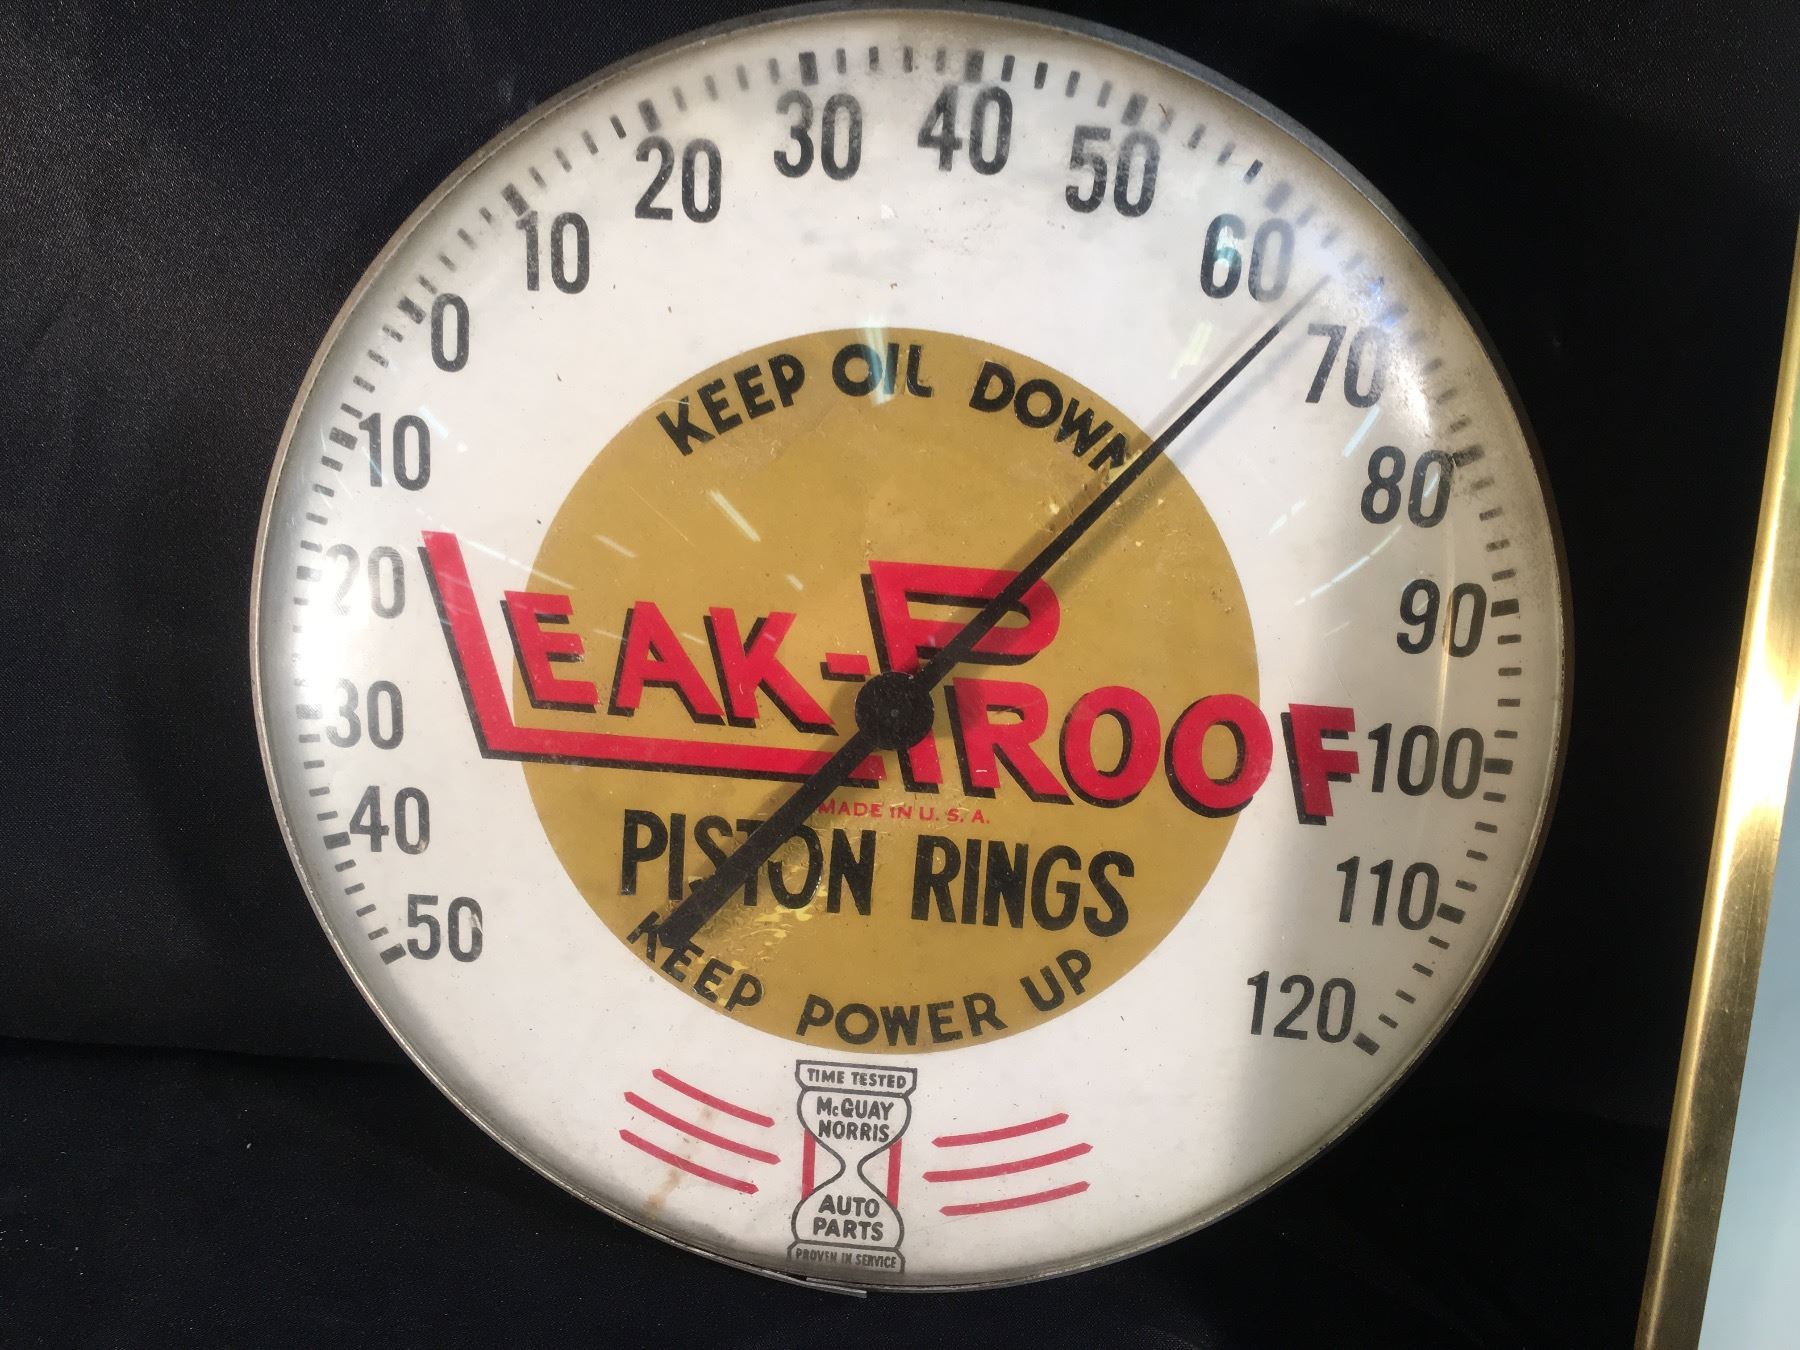 50
40
30
20
10
0
10
20
30
40
50
60
70
80
90
100
110
120
KEEP OIL DOWN
LEAK-PROOF
MADE IN U.S.A.
PISTON RINGS
KEEP POWER UP
TIME TESTED
McQUAY
NORRIS
AUTO
PARTS
PROVEN IN SERVICE